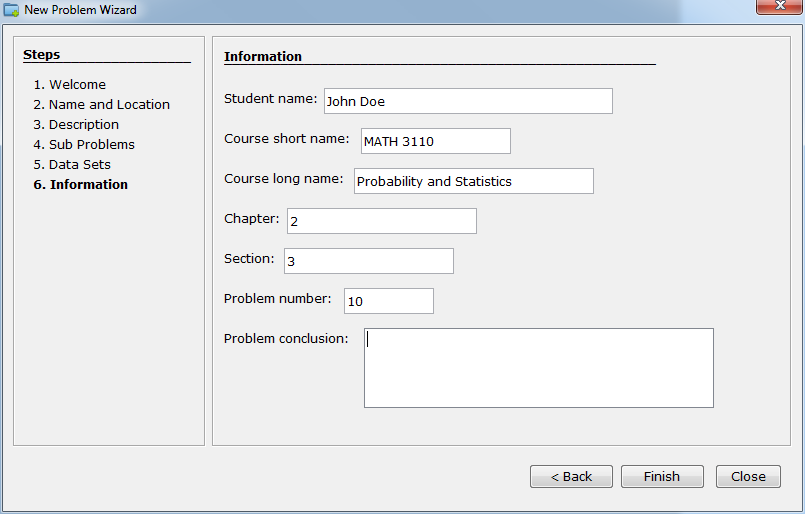 New Problem Wizard
Steps
1. Welcome
2. Name and Location
3. Description
4. Sub Problems
5. Data Sets
6. Information
Information
Student name: John Doe
Course short name: MATH 3110
Course long name: Probability and Statistics
Chapter: 2
Section: 3
Problem number: 10
Problem conclusion:
< Back Finish Close